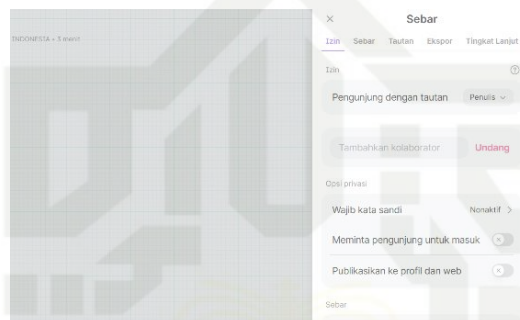 Sebar
Izin Sebar Tautan Ekspor Tingkat Lanjut
INDONESIA • 3 menit
Izin
Pengunjung dengan tautan Penulis
Tambahkan kolaborator Undang
Opsi privasi
Wajib kata sandi Nonaktif
Meminta pengunjung untuk masuk
Publikasikan ke profil dan web
Sebar